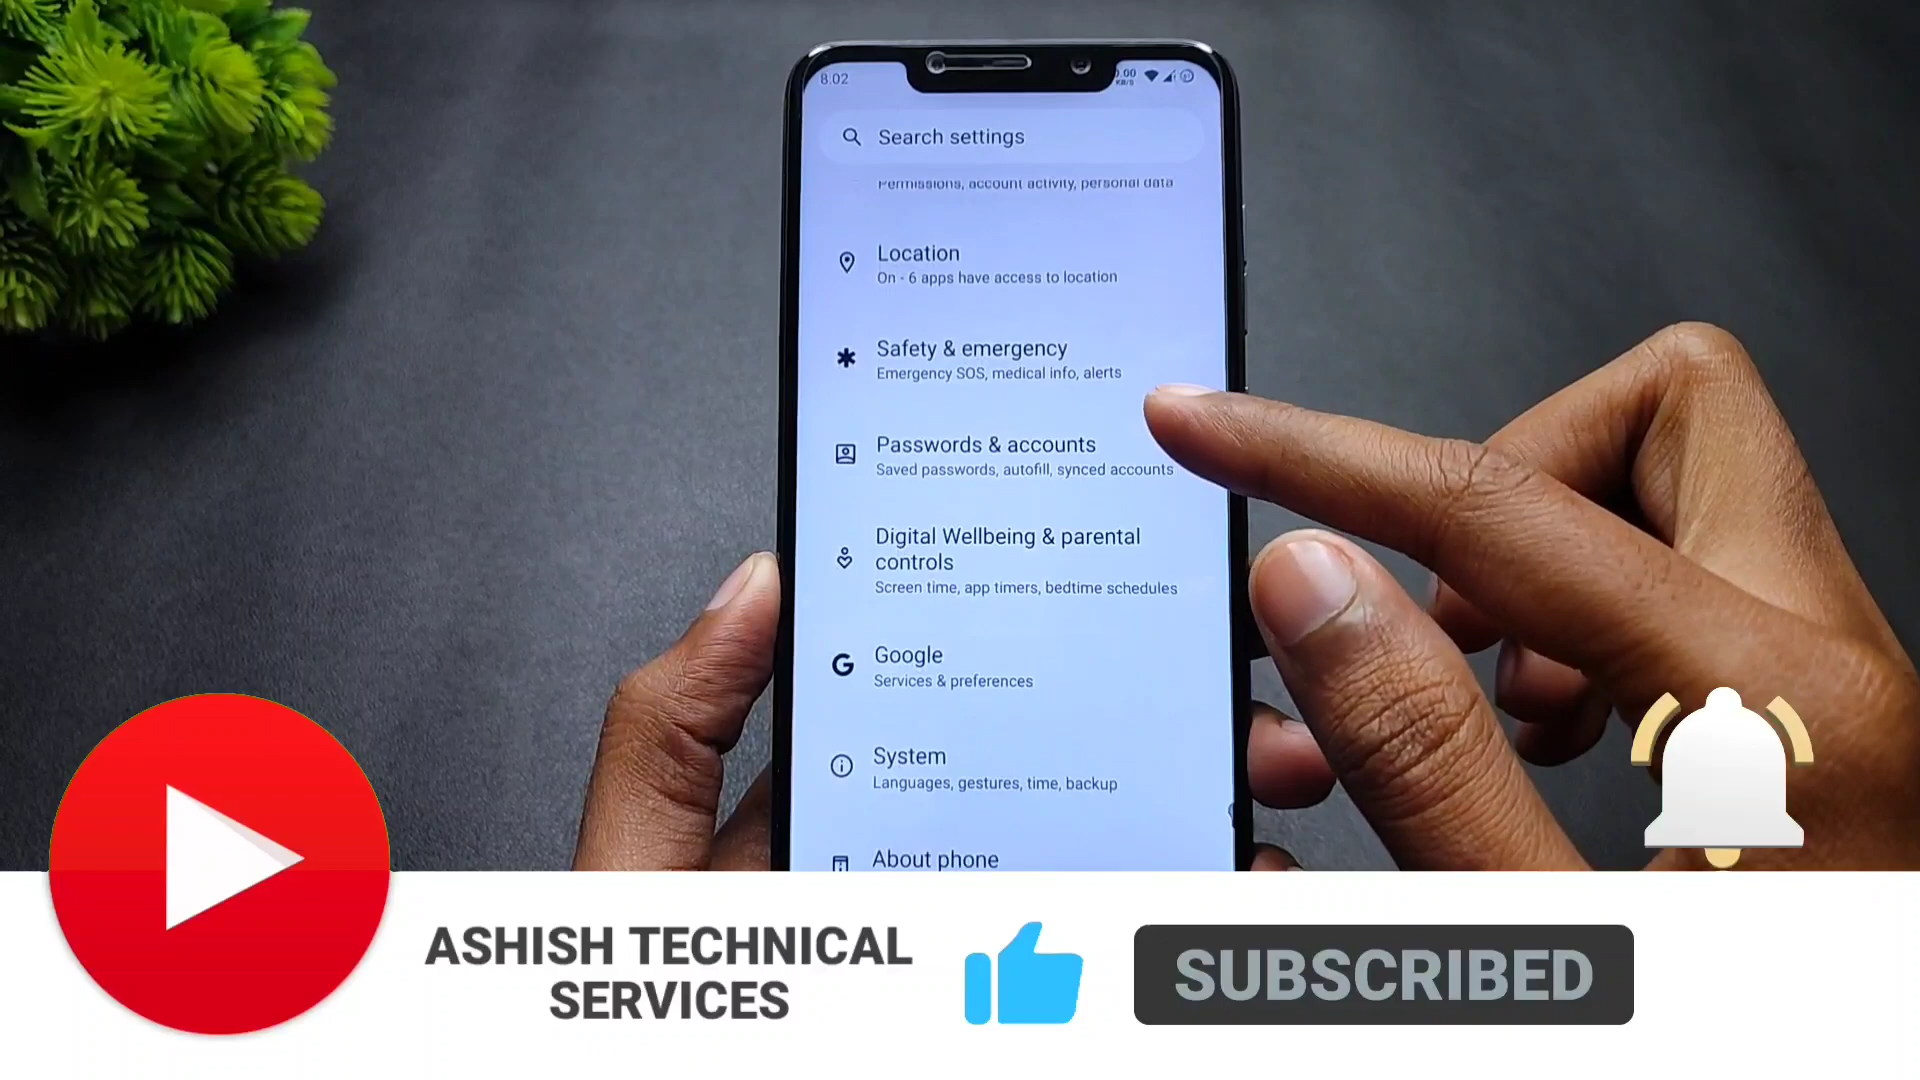 8:02
KB/S
Search settings
Permissions, account activity, personal data
Location
On - 6 apps have access to location
Safety & emergency
Emergency SOS, medical info, alerts
Passwords & accounts
Saved passwords, autofill, synced accounts
Digital Wellbeing & parental
controls
Screen time, app timers, bedtime schedules
Google
Services & preferences
System
Languages, gestures, time, backup
About phone
ASHISH TECHNICAL
SERVICES
SUBSCRIBED